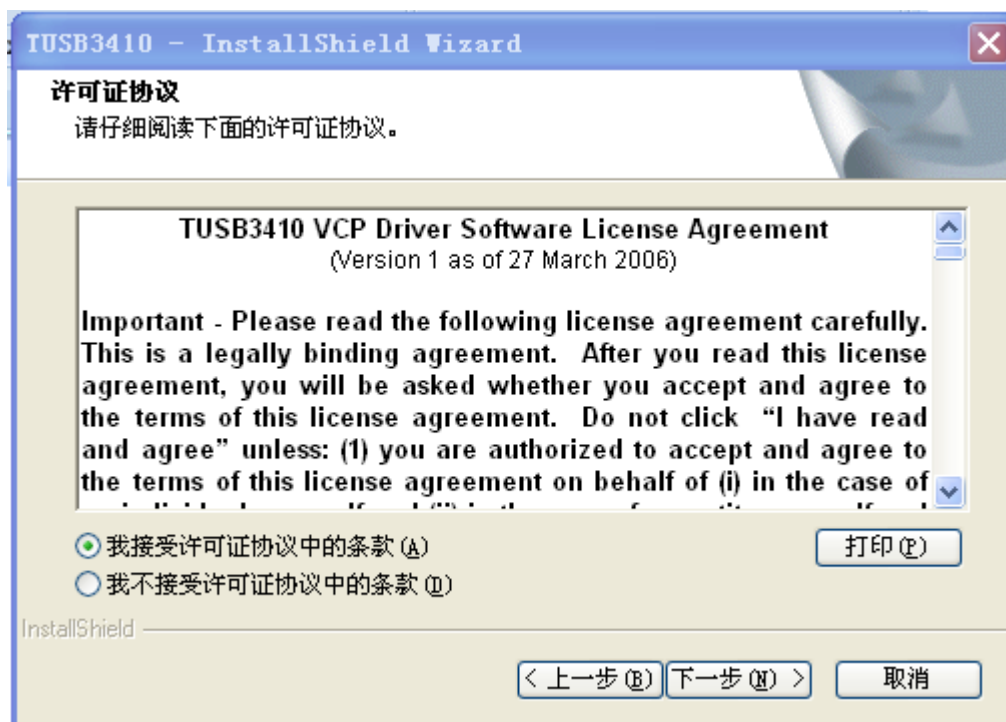 TUSB3410 - InstallShield Wizard
许可证协议
请仔细阅读下面的许可证协议。
TUSB3410 VCP Driver Software License Agreement
(Version 1 as of 27 March 2006)
Important - Please read the following license agreement carefully.
This is a legally binding agreement. After you read this license
agreement, you will be asked whether you accept and agree to
the terms of this license agreement. Do not click “I have read
and agree” unless: (1) you are authorized to accept and agree to
the terms of this license agreement on behalf of (i) in the case of
我接受许可证协议中的条款(A)
打印(P)
我不接受许可证协议中的条款(D)
InstallShield
< 上一步(B)
下一步(N) >
取消